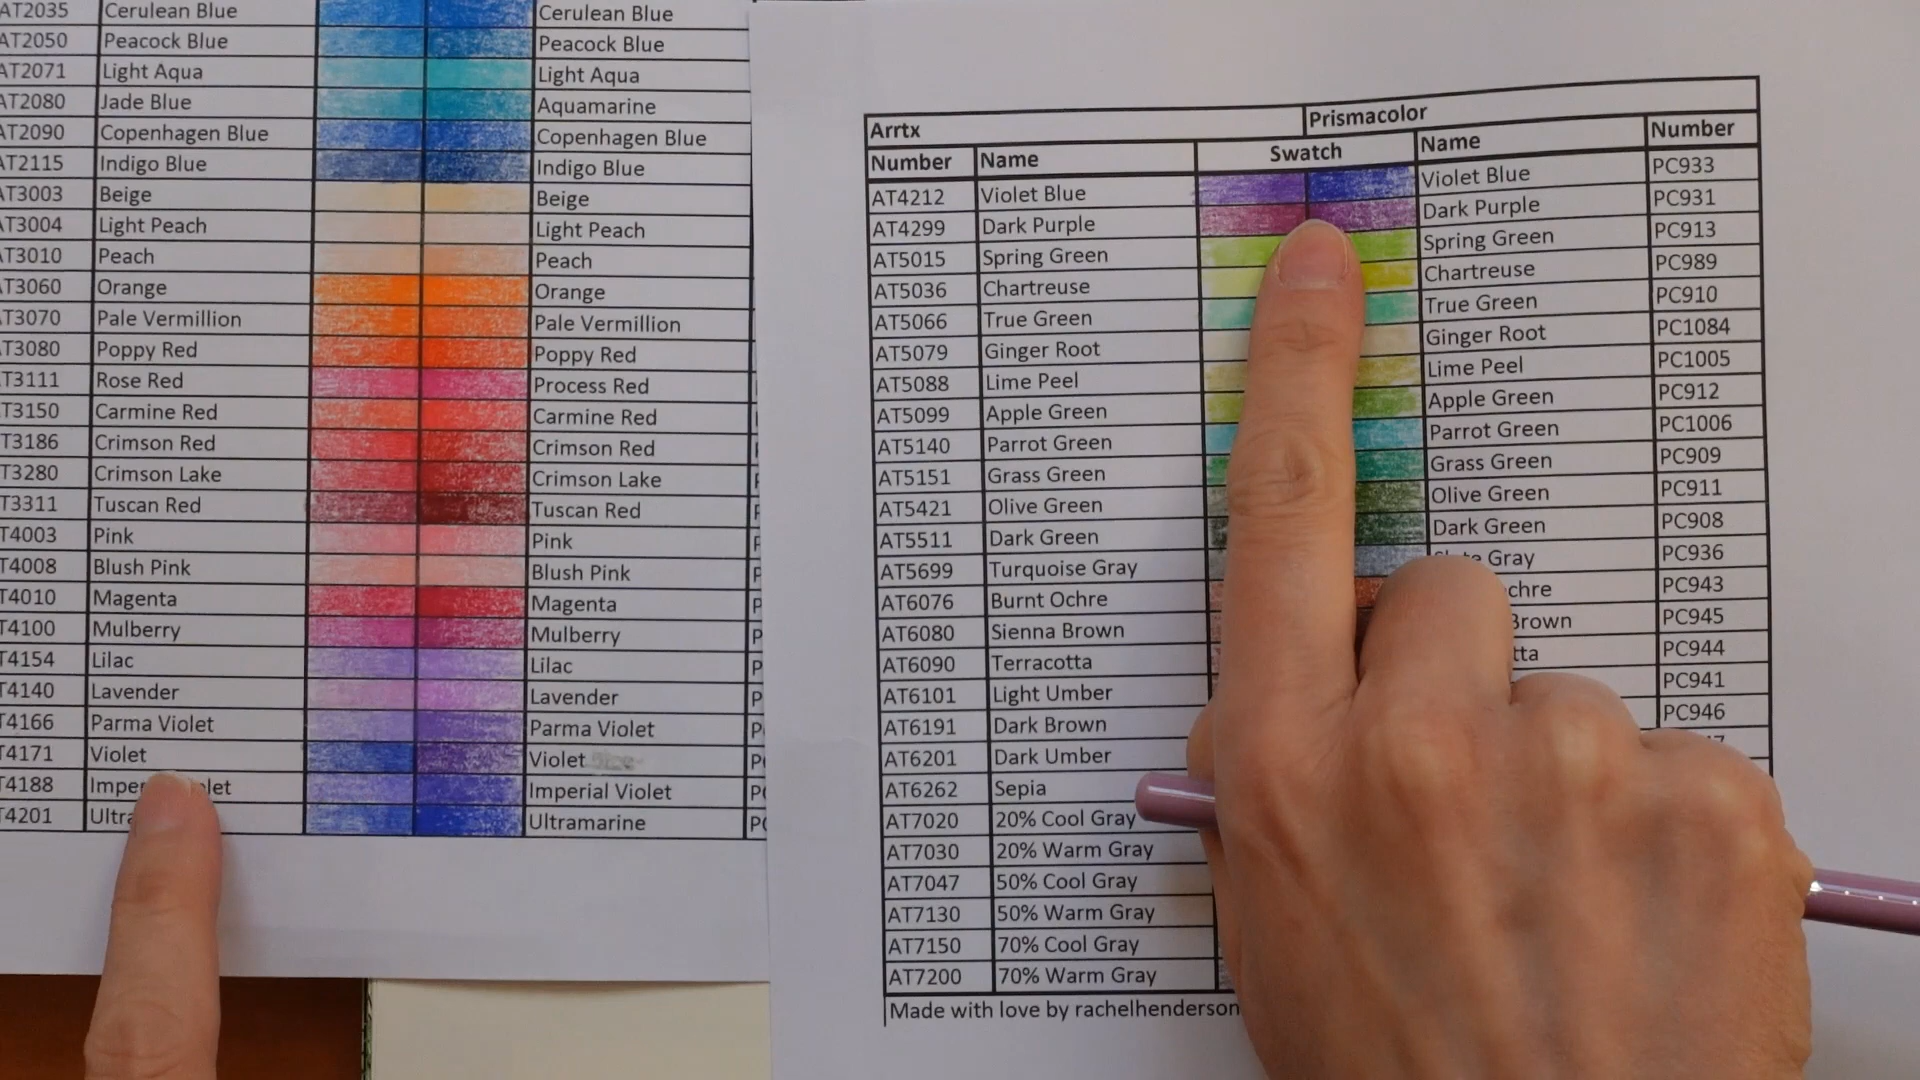 AT2035 Cerulean Blue Cerulean Blue
AT2050 Peacock Blue Peacock Blue
AT2071 Light Aqua Light Aqua
AT2080 Jade Blue Aquamarine
AT2090 Copenhagen Blue Copenhagen Blue
AT2115 Indigo Blue Indigo Blue
AT3003 Beige Beige
AT3004 Light Peach Light Peach
AT3010 Peach Peach
AT3060 Orange Orange
AT3070 Pale Vermillion Pale Vermillion
T3080 Poppy Red Poppy Red
T3111 Rose Red Process Red
T3150 Carmine Red Carmine Red
T3186 Crimson Red Crimson Red
T3280 Crimson Lake Crimson Lake
T3311 Tuscan Red Tuscan Red
T4003 Pink Pink
T4008 Blush Pink Blush Pink
T4010 Magenta Magenta
T4100 Mulberry Mulberry
T4154 Lilac Lilac
T4140 Lavender Lavender
T4166 Parma Violet Parma Violet
T4171 Violet Violet
T4188 Imperial Violet
T4201 Ultramarine
Arrtx Prismacolor
Number Name Swatch Name Number
AT4212 Violet Blue Violet Blue PC933
AT4299 Dark Purple Dark Purple PC931
AT5015 Spring Green Spring Green PC913
AT5036 Chartreuse Chartreuse PC989
AT5066 True Green True Green PC910
AT5079 Ginger Root Ginger Root PC1084
AT5088 Lime Peel Lime Peel PC1005
AT5099 Apple Green Apple Green PC912
AT5140 Parrot Green Parrot Green PC1006
AT5151 Grass Green Grass Green PC909
AT5421 Olive Green Olive Green PC911
AT5511 Dark Green Dark Green PC908
AT5699 Turquoise Gray Gray PC936
AT6076 Burnt Ochre chre PC943
AT6080 Sienna Brown Brown PC945
AT6090 Terracotta tta PC944
AT6101 Light Umber PC941
AT6191 Dark Brown PC946
AT6201 Dark Umber
AT6262 Sepia
AT7020 20% Cool Gray
AT7030 20% Warm Gray
AT7047 50% Cool Gray
AT7130 50% Warm Gray
AT7150 70% Cool Gray
AT7200 70% Warm Gray
Made with love by rachelhenderson